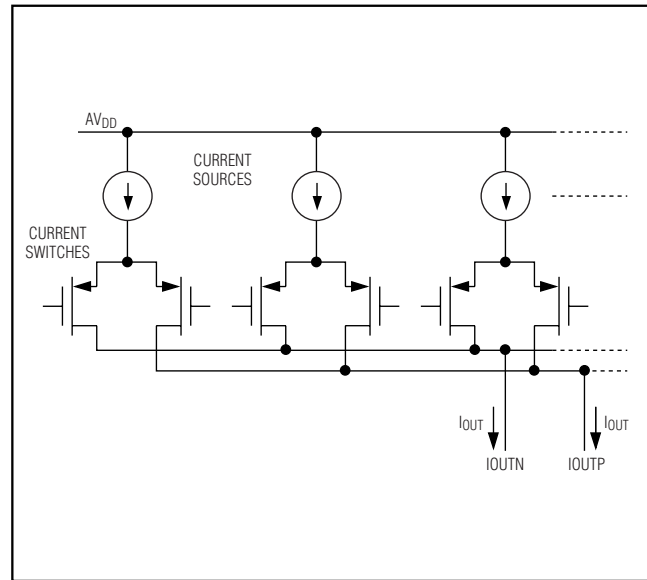 AVDD
CURRENT
SOURCES
CURRENT
SWITCHES
IOUT
IOUT
IOUTN
IOUTP